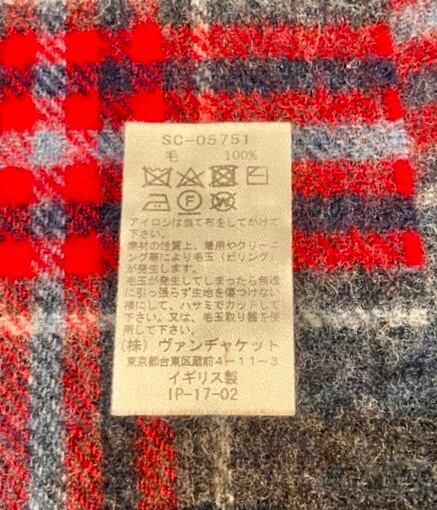 SC-05751
毛 100%
P F W
アイロンは当て布をしてかけて
下さい。
素材の性質上、着用やクリーニ
ング等により毛玉(ピリング)
が発生します。
毛玉が発生してしまったら無理
に引っ張らず生地を傷つけない
様にして、ハサミでカットして
下さい。又は、毛玉取り器を使
用して下さい。
(株)ヴァンヂャケット
東京都台東区蔵前4-11-3
イギリス製
IP-17-02